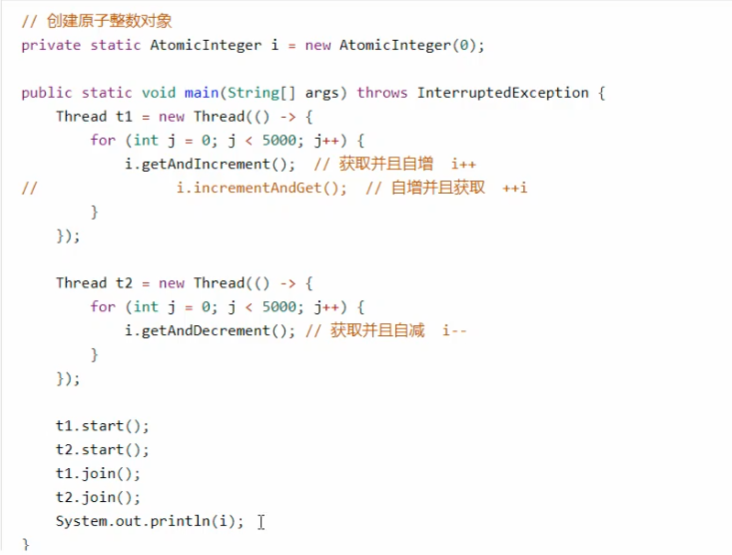 // 创建原子整数对象
private static AtomicInteger i = new AtomicInteger(0);
public static void main(String[] args) throws InterruptedException {
Thread t1 = new Thread(() -> {
for (int j = 0; j < 5000; j++) {
i.getAndIncrement(); // 获取并且自增 i++
// i.incrementAndGet(); // 自增并且获取 ++i
}
});
Thread t2 = new Thread(() -> {
for (int j = 0; j < 5000; j++) {
i.getAndDecrement(); // 获取并且自减 i--
}
});
t1.start();
t2.start();
t1.join();
t2.join();
System.out.println(i);
}